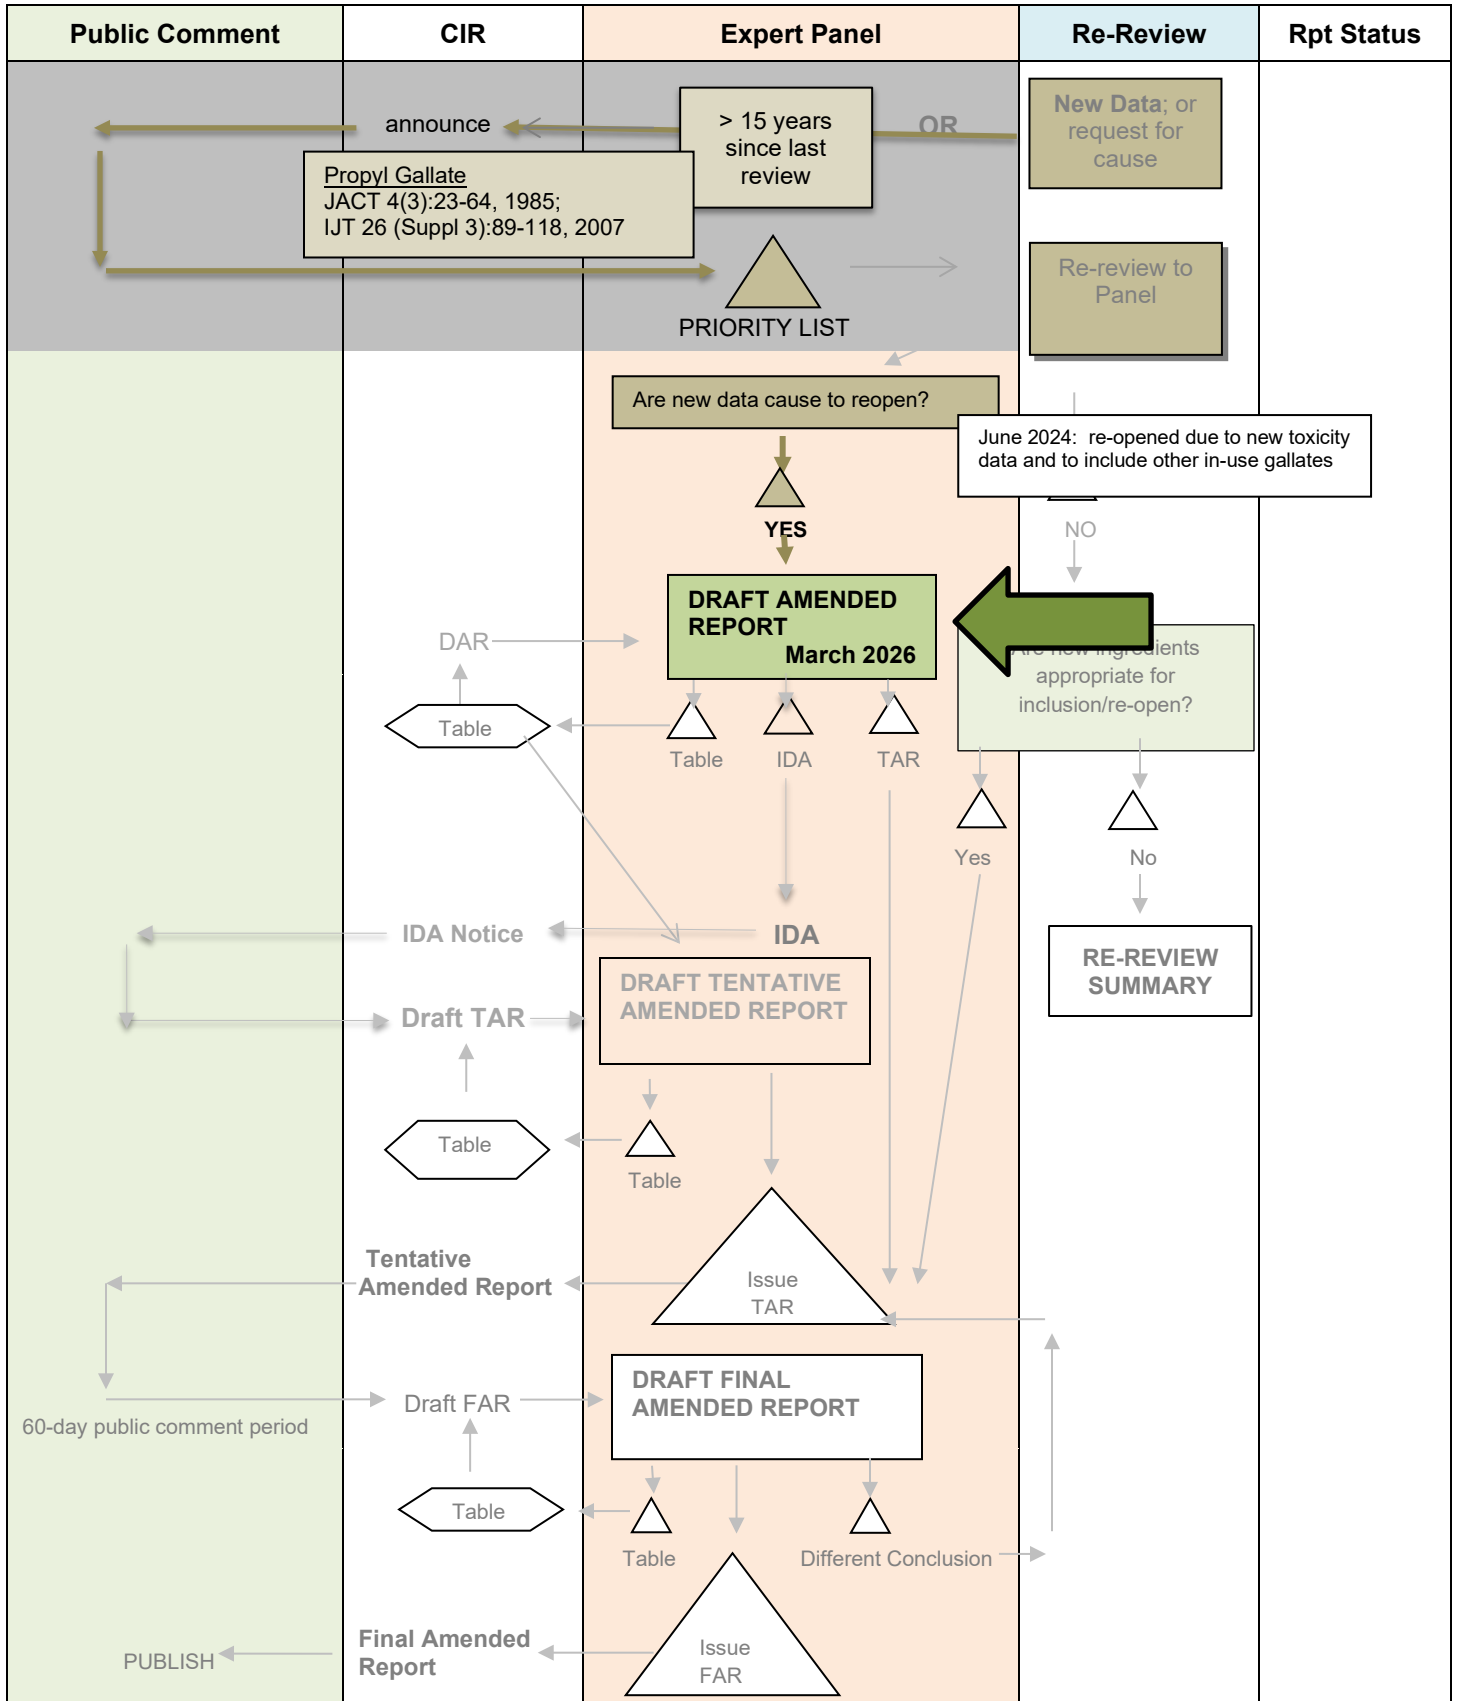 Public Comment
CIR
Expert Panel
Re-Review
Rpt Status
announce
> 15 years
since last
review
OR
New Data; or
request for
cause
Propyl Gallate
JACT 4(3):23-64, 1985;
IJT 26 (Suppl 3):89-118, 2007
PRIORITY LIST
Re-review to
Panel
Are new data cause to reopen?
June 2024:  re-opened due to new toxicity
data and to include other in-use gallates
YES
NO
DRAFT AMENDED
REPORT
March 2026
DAR
Are new ingredients
appropriate for
inclusion/re-open?
Table
Table
IDA
TAR
Yes
No
IDA Notice
IDA
RE-REVIEW
SUMMARY
DRAFT TENTATIVE
AMENDED REPORT
Draft TAR
Table
Table
Tentative
Amended Report
Issue
TAR
DRAFT FINAL
AMENDED REPORT
Draft FAR
60-day public comment period
Table
Table
Different Conclusion
Final Amended
Report
PUBLISH
Issue
FAR